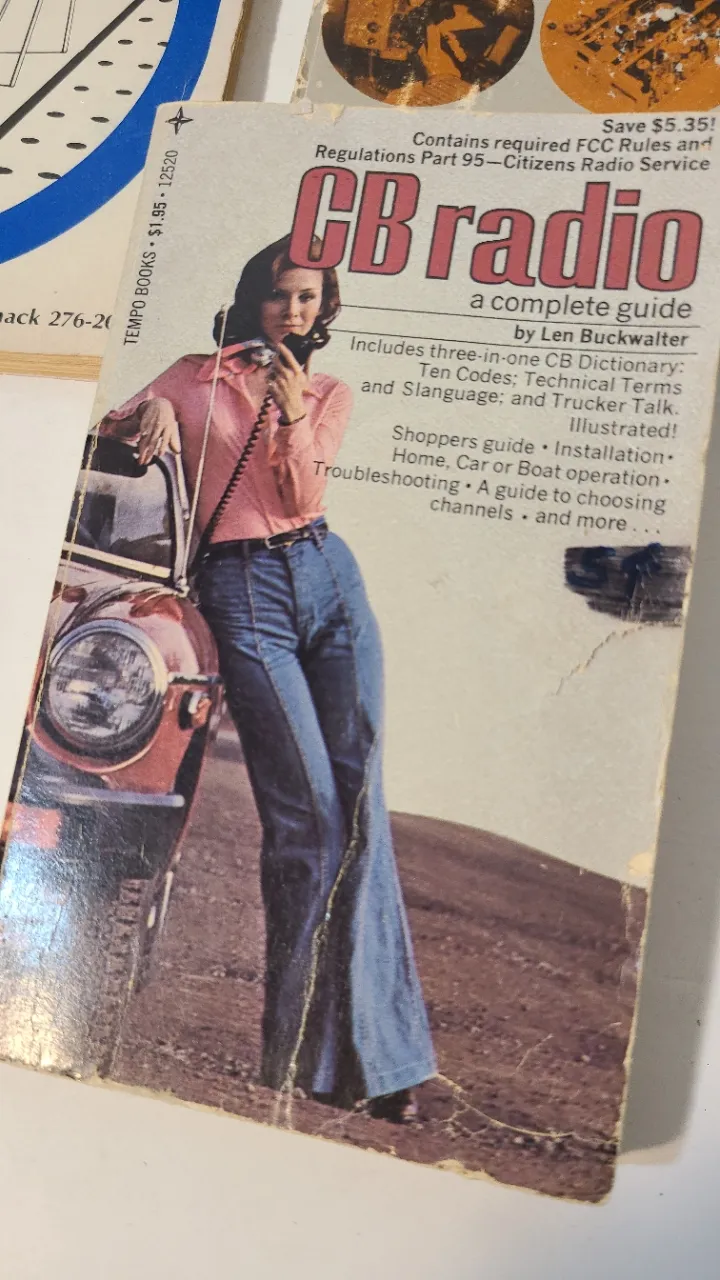 TEMPO BOOKS • $1.95 • 12520
Save $5.35!
Contains required FCC Rules and
Regulations Part 95—Citizens Radio Service
CB radio
a complete guide
by Len Buckwalter
Includes three-in-one CB Dictionary:
Ten Codes; Technical Terms
and Slanguage; and Trucker Talk.
Illustrated!
Shoppers guide • Installation•
Home, Car or Boat operation•
Troubleshooting • A guide to choosing
channels • and more . . .